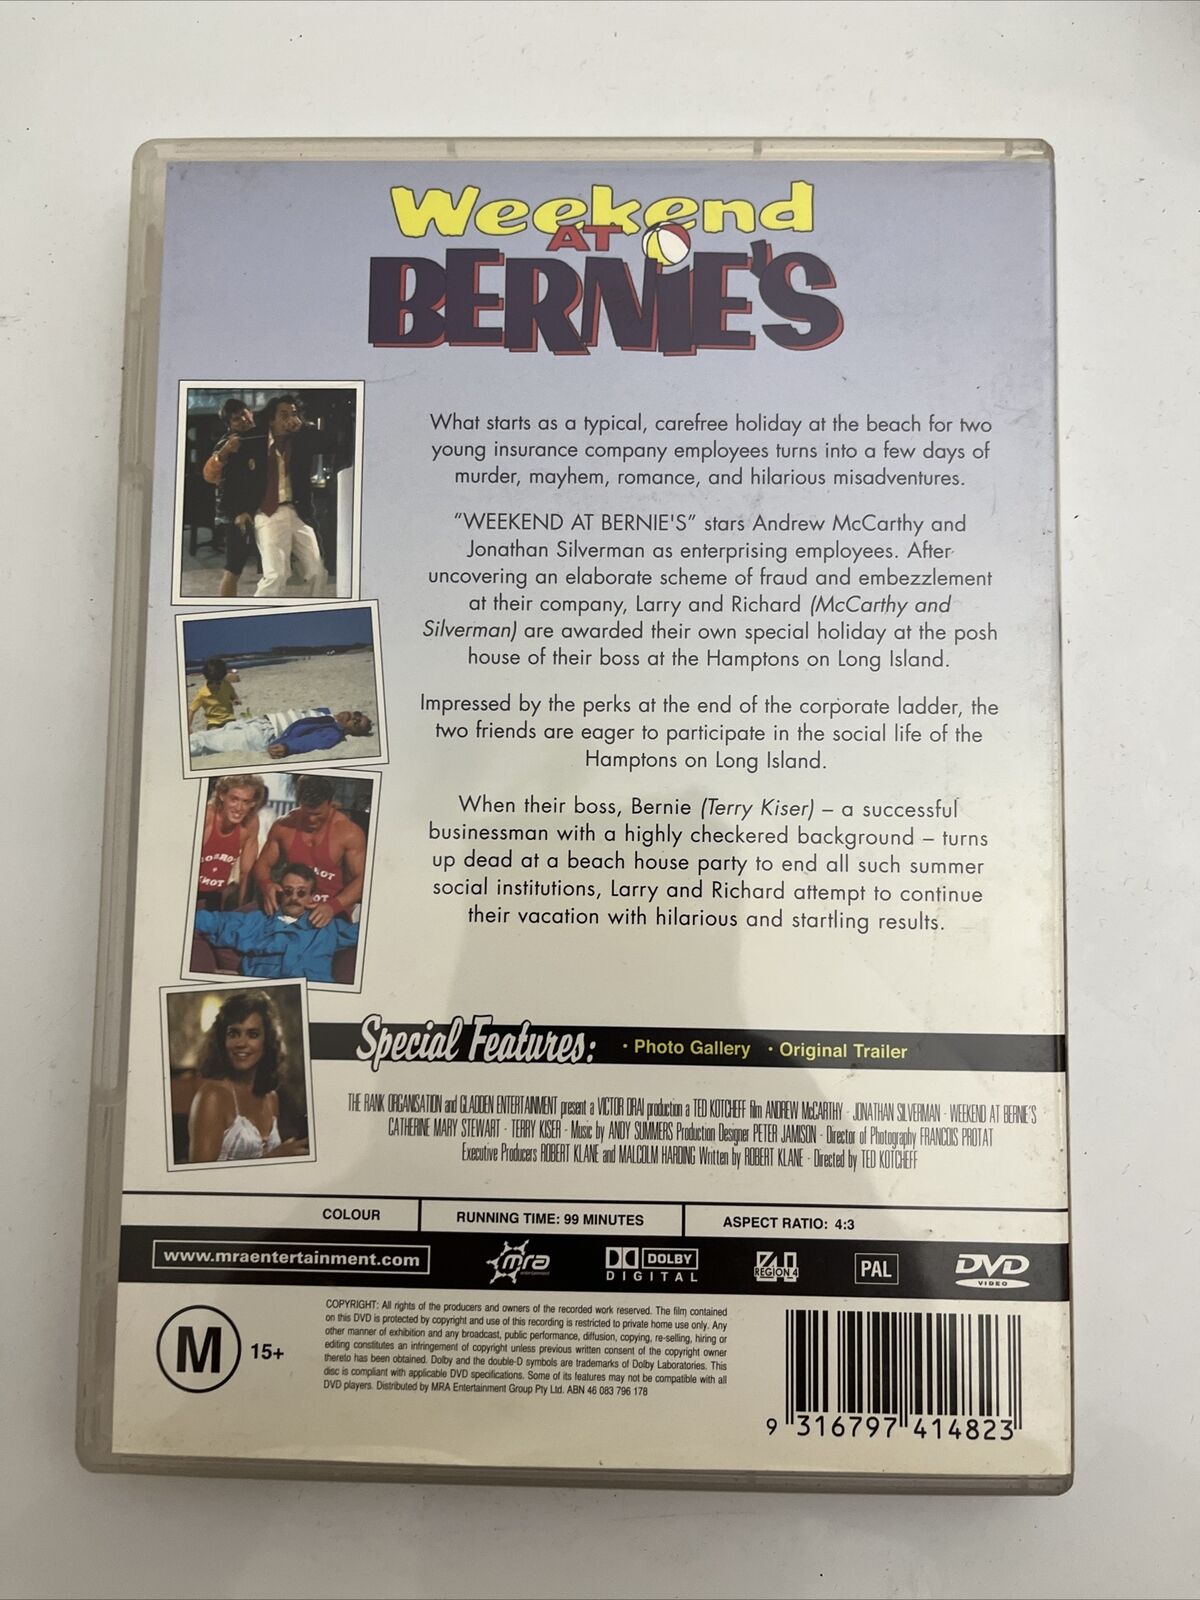 Weekend
AT
BERNIE'S
What starts as a typical, carefree holiday at the beach for two
young insurance company employees turns into a few days of
murder, mayhem, romance, and hilarious misadventures.
“WEEKEND AT BERNIE'S” stars Andrew McCarthy and
Jonathan Silverman as enterprising employees. After
uncovering an elaborate scheme of fraud and embezzlement
at their company, Larry and Richard (McCarthy and
Silverman) are awarded their own special holiday at the posh
house of their boss at the Hamptons on Long Island.
Impressed by the perks at the end of the corporate ladder, the
two friends are eager to participate in the social life of the
Hamptons on Long Island.
When their boss, Bernie (Terry Kiser) – a successful
businessman with a highly checkered background – turns
up dead at a beach house party to end all such summer
social institutions, Larry and Richard attempt to continue
their vacation with hilarious and startling results.
Special Features: · Photo Gallery · Original Trailer
THE RANK ORGANISATION and GLADDEN ENTERTAINMENT present a VICTOR DRAI production a TED KOTCHEFF film ANDREW McCARTHY · JONATHAN SILVERMAN · WEEKEND AT BERNIE'S
CATHERINE MARY STEWART · TERRY KISER · Music by ANDY SUMMERS Production Designer PETER JAMISON · Director of Photography FRANCOIS PROTAT
Executive Producers ROBERT KLANE and MALCOLM HARDING Written by ROBERT KLANE · Directed by TED KOTCHEFF
COLOUR
RUNNING TIME: 99 MINUTES
ASPECT RATIO: 4:3
www.mraentertainment.com
mra
entertainment
DOLBY
DIGITAL
4
REGION 4
PAL
DVD
VIDEO
M 15+
COPYRIGHT: All rights of the producers and owners of the recorded work reserved. The film contained
on this DVD is protected by copyright and use of this recording is restricted to private home use only. Any
other manner of exhibition and any broadcast, public performance, diffusion, copying, re-selling, hiring or
editing constitutes an infringement of copyright unless previous written consent of the copyright owner
thereto has been obtained. Dolby and the double-D symbols are trademarks of Dolby Laboratories. This
disc is compliant with applicable DVD specifications. Some of its features may not be compatible with all
DVD players. Distributed by MRA Entertainment Group Pty Ltd. ABN 46 083 796 178
9 316797 414823